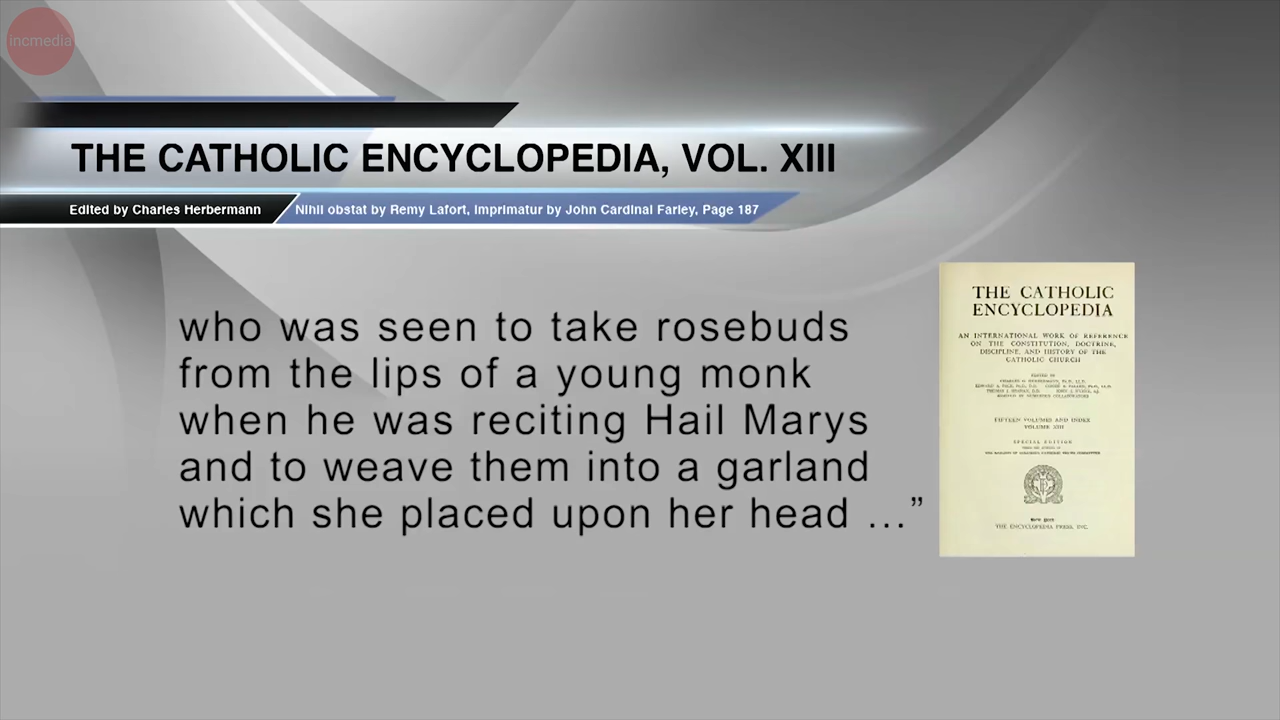 incmedia
THE CATHOLIC ENCYCLOPEDIA, VOL. XIII
Edited by Charles Herbermann
Nihil obstat by Remy Lafort, Imprimatur by John Cardinal Farley, Page 187
who was seen to take rosebuds
from the lips of a young monk
when he was reciting Hail Marys
and to weave them into a garland
which she placed upon her head ...”
THE CATHOLIC
ENCYCLOPEDIA
AN INTERNATIONAL WORK OF REFERENCE
ON THE CONSTITUTION, DOCTRINE,
DISCIPLINE, AND HISTORY OF THE
CATHOLIC CHURCH
EDITED BY
FIFTEEN VOLUMES AND INDEX
VOLUME XIII
SPECIAL EDITION
NEW YORK
THE ENCYCLOPEDIA PRESS, INC.